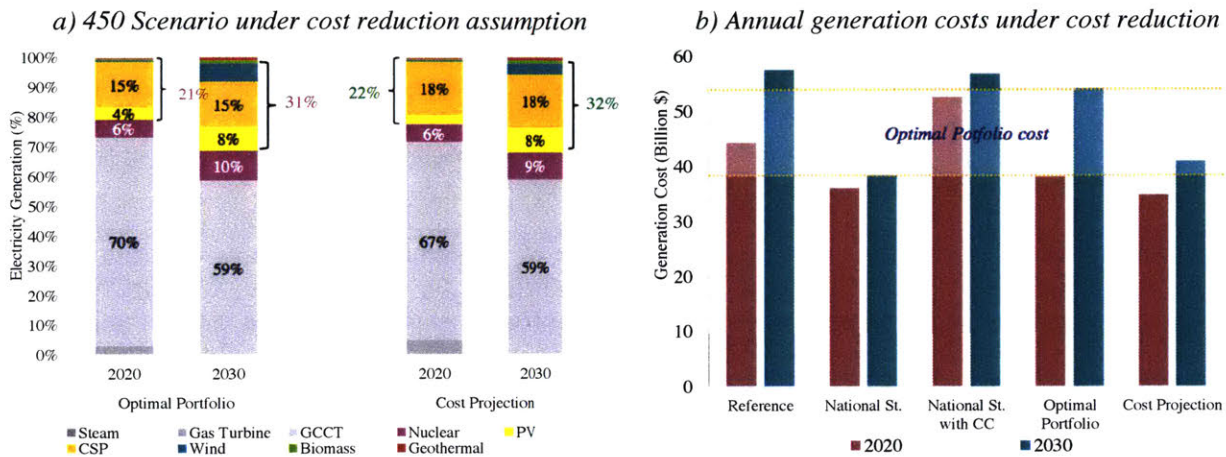 a) 450 Scenario under cost reduction assumption
100%
90%
80%
70%
60%
50%
40%
30%
20%
10%
0%
Electricity Generation (%)
15%
4%
6%
70%
21%
15%
8%
10%
59%
31%
22%
18%
6%
67%
18%
8%
9%
59%
32%
2020
2030
2020
2030
Optimal Portfolio
Cost Projection
Steam
Gas Turbine
GCCT
Nuclear
PV
CSP
Wind
Biomass
Geothermal
b) Annual generation costs under cost reduction
60
50
40
30
20
10
0
Generation Cost (Billion $)
Optimal Potfolio cost
Reference
National St.
National St.
with CC
Optimal
Portfolio
Cost Projection
2020
2030